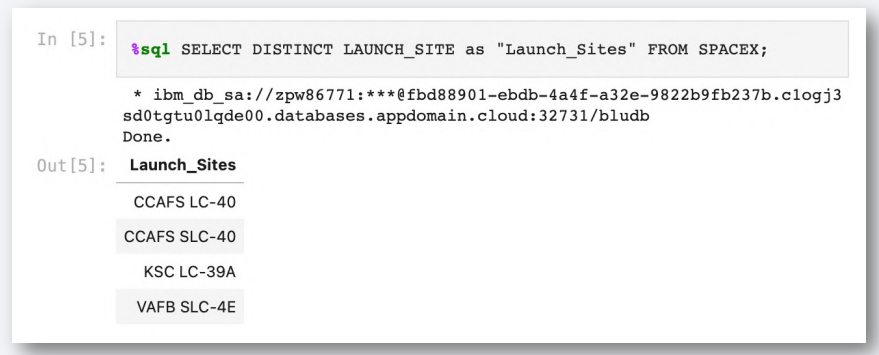 In [5]:
%sql SELECT DISTINCT LAUNCH_SITE as "Launch_Sites" FROM SPACEX;
* ibm_db_sa://zpw86771:***@fbd88901-ebdb-4a4f-a32e-9822b9fb237b.c1ogj3
sd0tgtu0lqde00.databases.appdomain.cloud:32731/bludb
Done.
Out[5]:
Launch_Sites
CCAFS LC-40
CCAFS SLC-40
KSC LC-39A
VAFB SLC-4E